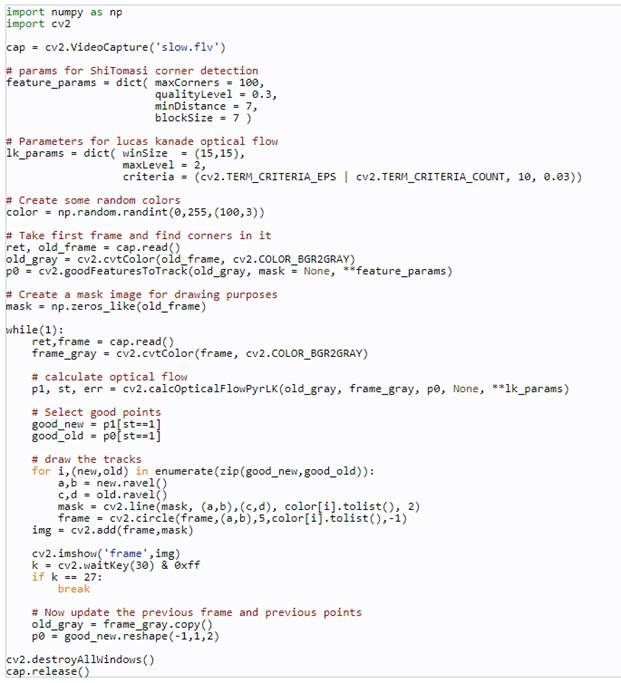 import numpy as np
import cv2

cap = cv2.VideoCapture('slow.flv')

# params for ShiTomasi corner detection
feature_params = dict( maxCorners = 100,
                       qualityLevel = 0.3,
                       minDistance = 7,
                       blockSize = 7 )

# Parameters for lucas kanade optical flow
lk_params = dict( winSize  = (15,15),
                  maxLevel = 2,
                  criteria = (cv2.TERM_CRITERIA_EPS | cv2.TERM_CRITERIA_COUNT, 10, 0.03))

# Create some random colors
color = np.random.randint(0,255,(100,3))

# Take first frame and find corners in it
ret, old_frame = cap.read()
old_gray = cv2.cvtColor(old_frame, cv2.COLOR_BGR2GRAY)
p0 = cv2.goodFeaturesToTrack(old_gray, mask = None, **feature_params)

# Create a mask image for drawing purposes
mask = np.zeros_like(old_frame)

while(1):
    ret,frame = cap.read()
    frame_gray = cv2.cvtColor(frame, cv2.COLOR_BGR2GRAY)

    # calculate optical flow
    p1, st, err = cv2.calcOpticalFlowPyrLK(old_gray, frame_gray, p0, None, **lk_params)

    # Select good points
    good_new = p1[st==1]
    good_old = p0[st==1]

    # draw the tracks
    for i,(new,old) in enumerate(zip(good_new,good_old)):
        a,b = new.ravel()
        c,d = old.ravel()
        mask = cv2.line(mask, (a,b),(c,d), color[i].tolist(), 2)
        frame = cv2.circle(frame,(a,b),5,color[i].tolist(),-1)
    img = cv2.add(frame,mask)

    cv2.imshow('frame',img)
    k = cv2.waitKey(30) & 0xff
    if k == 27:
        break

    # Now update the previous frame and previous points
    old_gray = frame_gray.copy()
    p0 = good_new.reshape(-1,1,2)

cv2.destroyAllWindows()
cap.release()